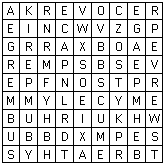 A K R E V O C E R
E I N C W V Z G P
G R R A X B O A E
R E M P S B S E V
E P F N O S T P R
M M Y L E C Y M E
B U H R I U K H W
U B B D X M P E S
S Y H T A E R B T